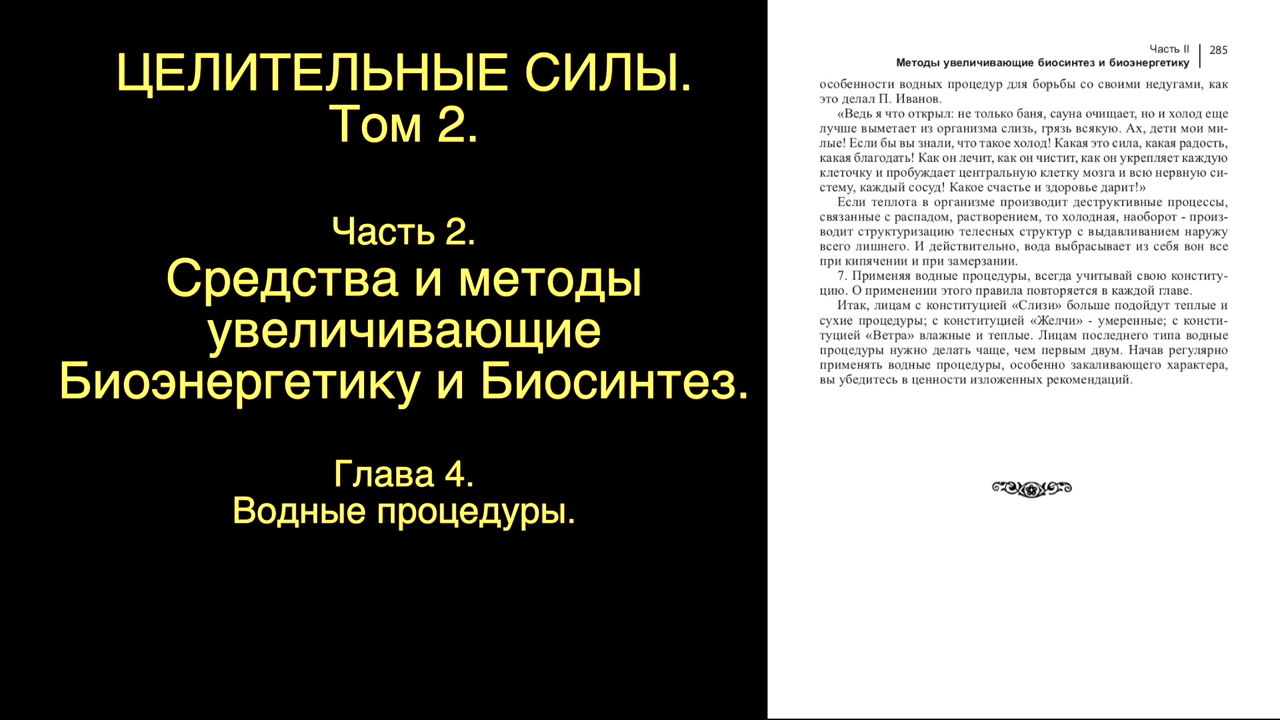 ЦЕЛИТЕЛЬНЫЕ СИЛЫ.
Том 2.
Часть 2.
Средства и методы
увеличивающие
Биоэнергетику и Биосинтез.
Глава 4.
Водные процедуры.
Часть II
285
Методы увеличивающие биосинтез и биоэнергетику
особенности водных процедур для борьбы со своими недугами, как
это делал П. Иванов.
«Ведь я что открыл: не только баня, сауна очищает, но и холод еще
лучше выметает из организма слизь, грязь всякую. Ах, дети мои ми-
лые! Если бы вы знали, что такое холод! Какая это сила, какая радость,
какая благодать! Как он лечит, как он чистит, как он укрепляет каждую
клеточку и пробуждает центральную клетку мозга и всю нервную си-
стему, каждый сосуд! Какое счастье и здоровье дарит!»
Если теплота в организме производит деструктивные процессы,
связанные с распадом, растворением, то холодная, наоборот - произ-
водит структуризацию телесных структур с выдавливанием наружу
всего лишнего. И действительно, вода выбрасывает из себя вон все
при кипячении и при замерзании.
7. Применяя водные процедуры, всегда учитывай свою конститу-
цию. О применении этого правила повторяется в каждой главе.
Итак, лицам с конституцией «Слизи» больше подойдут теплые и
сухие процедуры; с конституцией «Желчи» - умеренные; с консти-
туцией «Ветра» влажные и теплые. Лицам последнего типа водные
процедуры нужно делать чаще, чем первым двум. Начав регулярно
применять водные процедуры, особенно закаливающего характера,
вы убедитесь в ценности изложенных рекомендаций.